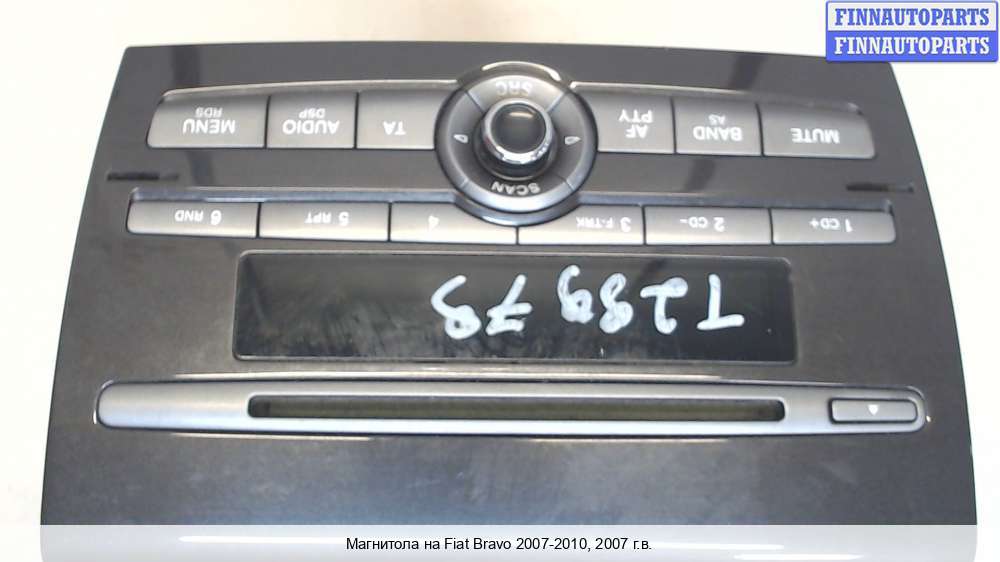 FINNAUTOPARTS
FINNAUTOPARTS
1 CD+
2 CD-
3 F-TRK
4
5 RPT
6 RND
SCAN
MUTE
BAND
AS
AF
PTY
SRC
TA
AUDIO
DSP
MENU
RDS
Магнитола на Fiat Bravo 2007-2010, 2007 г.в.